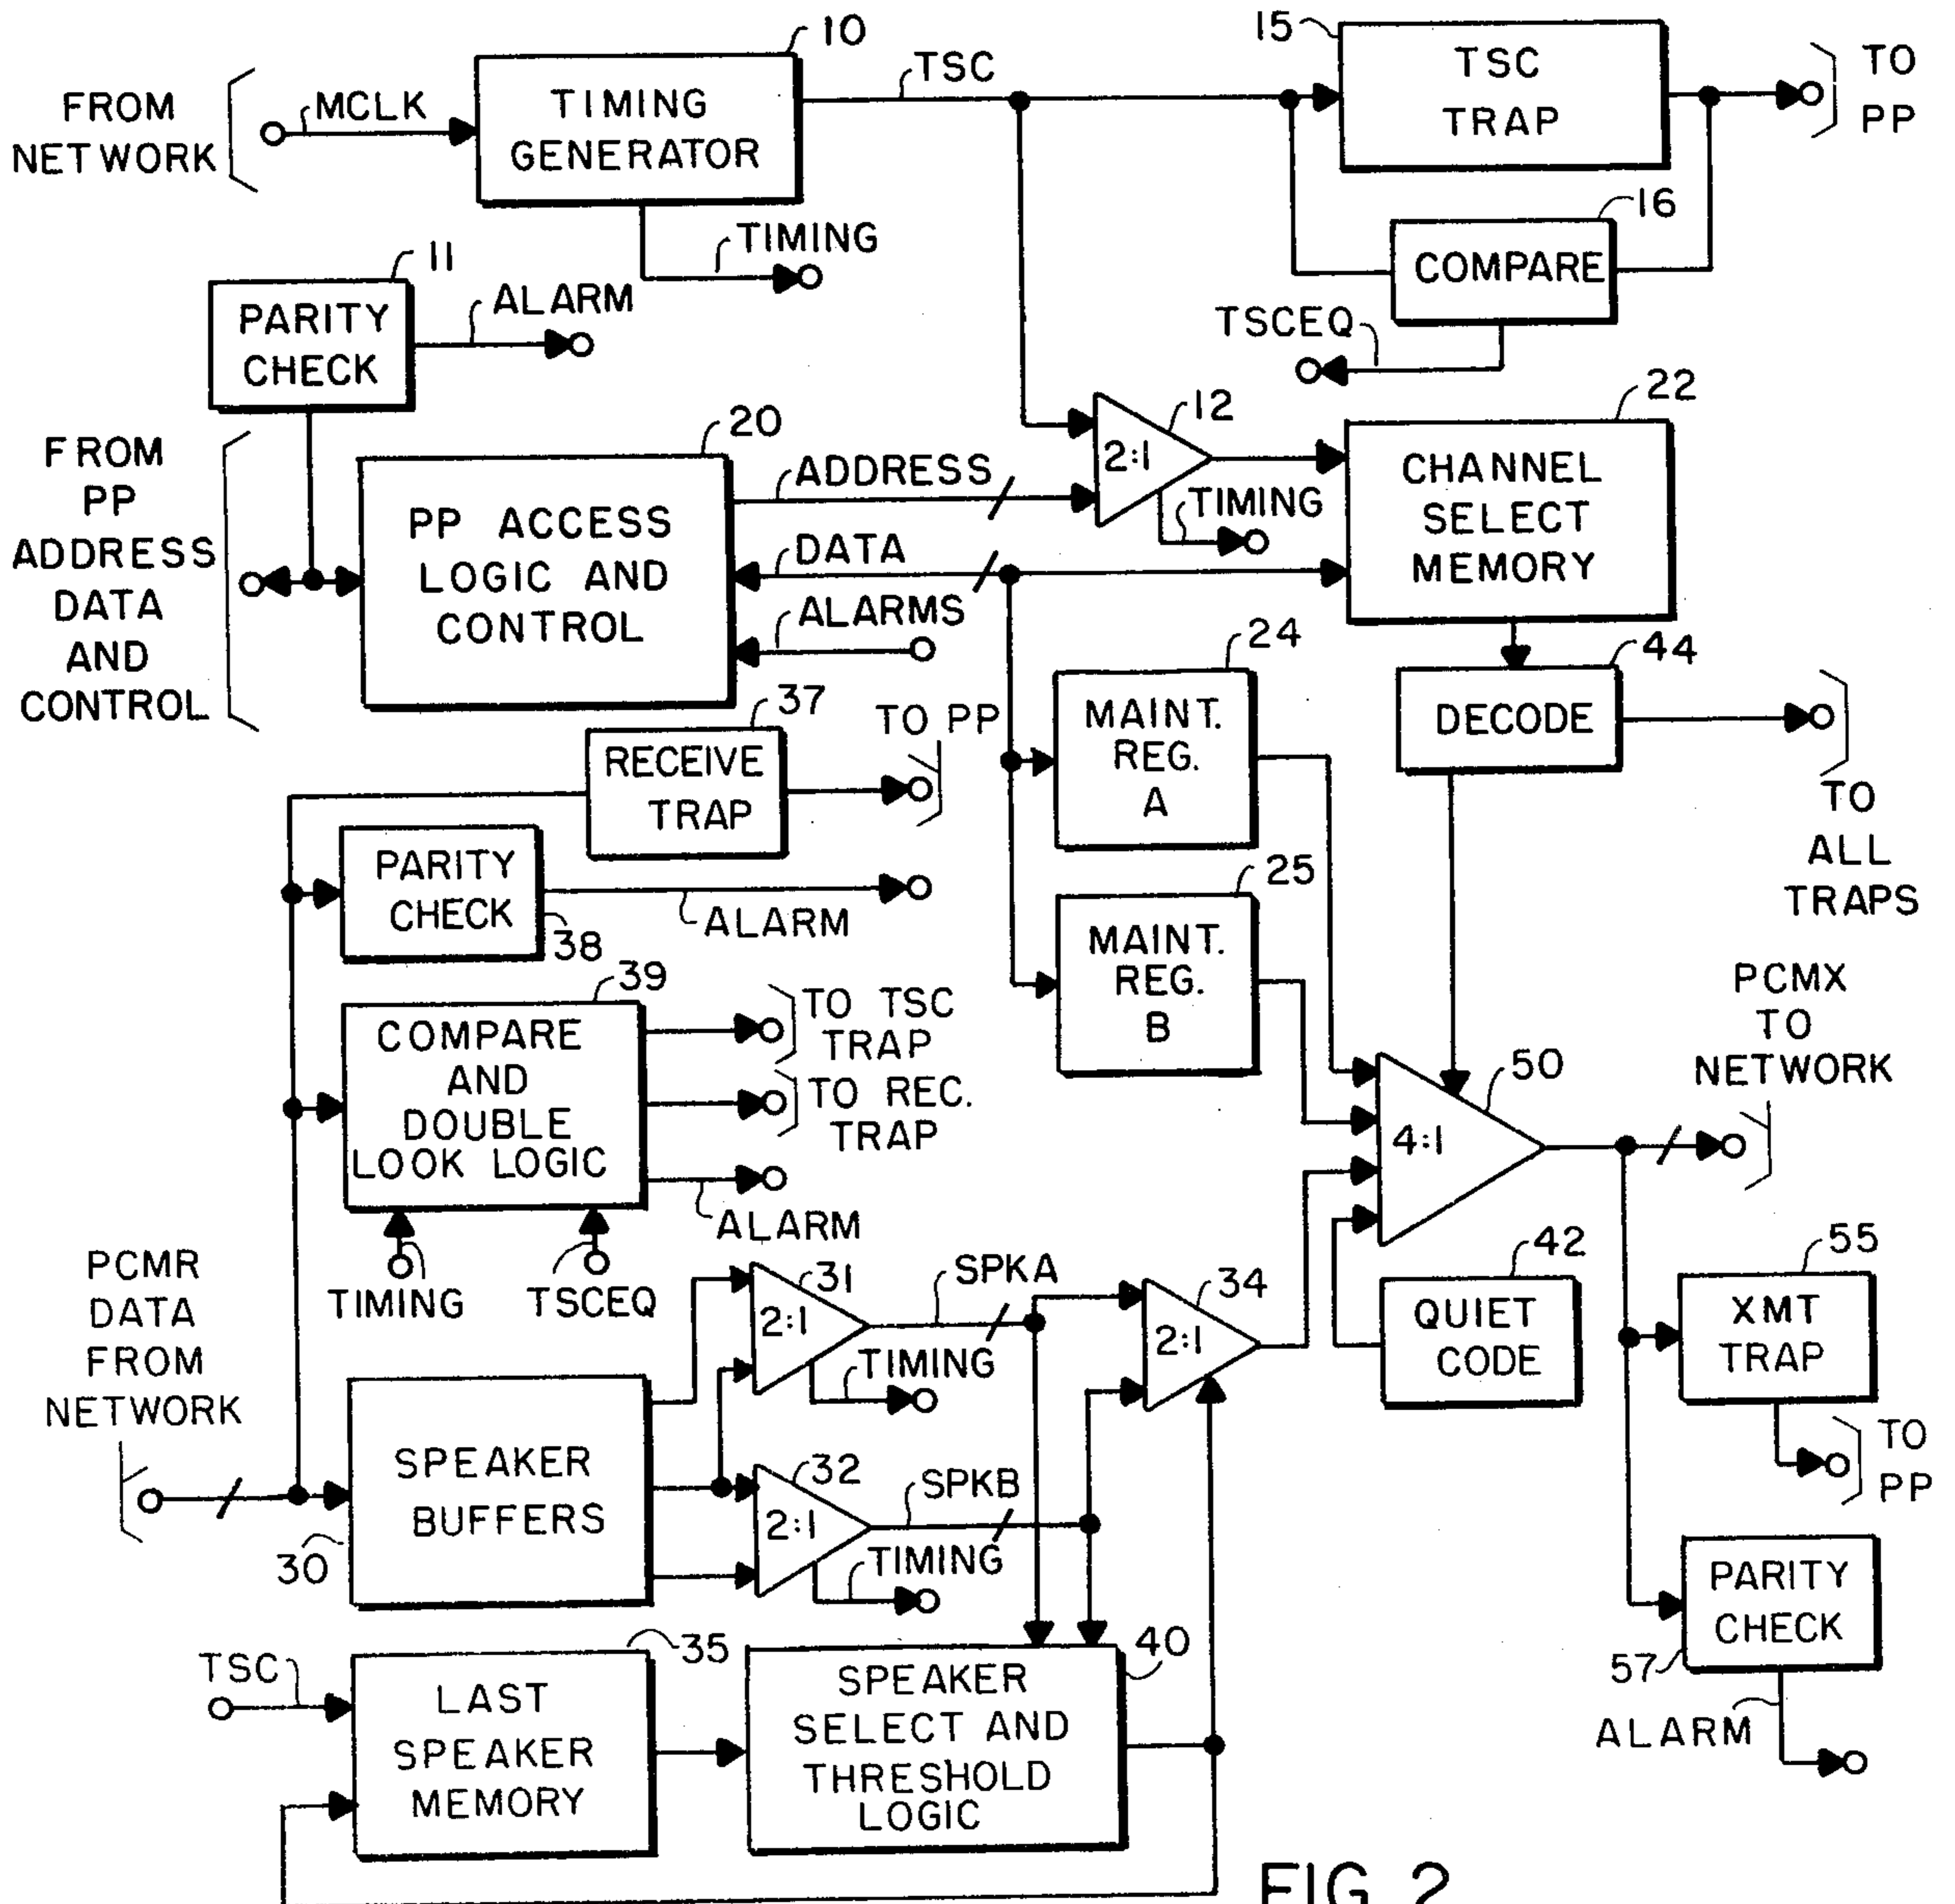 10
15
TSC
TSC
TRAP
TO
PP
FROM
NETWORK
MCLK
TIMING
GENERATOR
16
COMPARE
TIMING
11
PARITY
CHECK
ALARM
TSCEQ
12
2:1
22
FROM
PP
ADDRESS
DATA
AND
CONTROL
20
PP ACCESS
LOGIC AND
CONTROL
ADDRESS
TIMING
CHANNEL
SELECT
MEMORY
DATA
ALARMS
24
44
MAINT.
REG.
A
DECODE
TO
ALL
TRAPS
37
RECEIVE
TRAP
TO PP
PARITY
CHECK
38
ALARM
25
MAINT.
REG.
B
39
COMPARE
AND
DOUBLE
LOOK LOGIC
TO TSC
TRAP
TO REC.
TRAP
ALARM
TIMING
TSCEQ
50
4:1
PCMX
TO
NETWORK
PCMR
DATA
FROM
NETWORK
31
2:1
SPKA
TIMING
34
2:1
42
QUIET
CODE
55
XMT
TRAP
TO
PP
SPEAKER
BUFFERS
30
32
2:1
SPKB
TIMING
PARITY
CHECK
57
ALARM
TSC
35
LAST
SPEAKER
MEMORY
40
SPEAKER
SELECT AND
THRESHOLD
LOGIC
FIG. 2